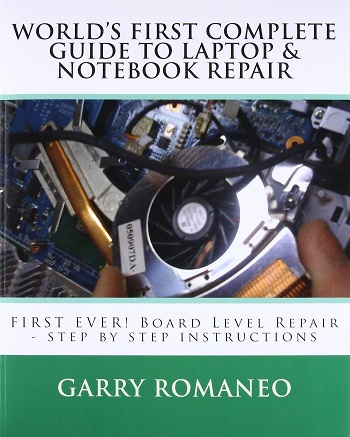 WORLD'S FIRST COMPLETE
GUIDE TO LAPTOP &
NOTEBOOK REPAIR
050907D-A
FIRST EVER! BOARD LEVEL REPAIR
- STEP BY STEP INSTRUCTIONS
GARRY ROMANEO